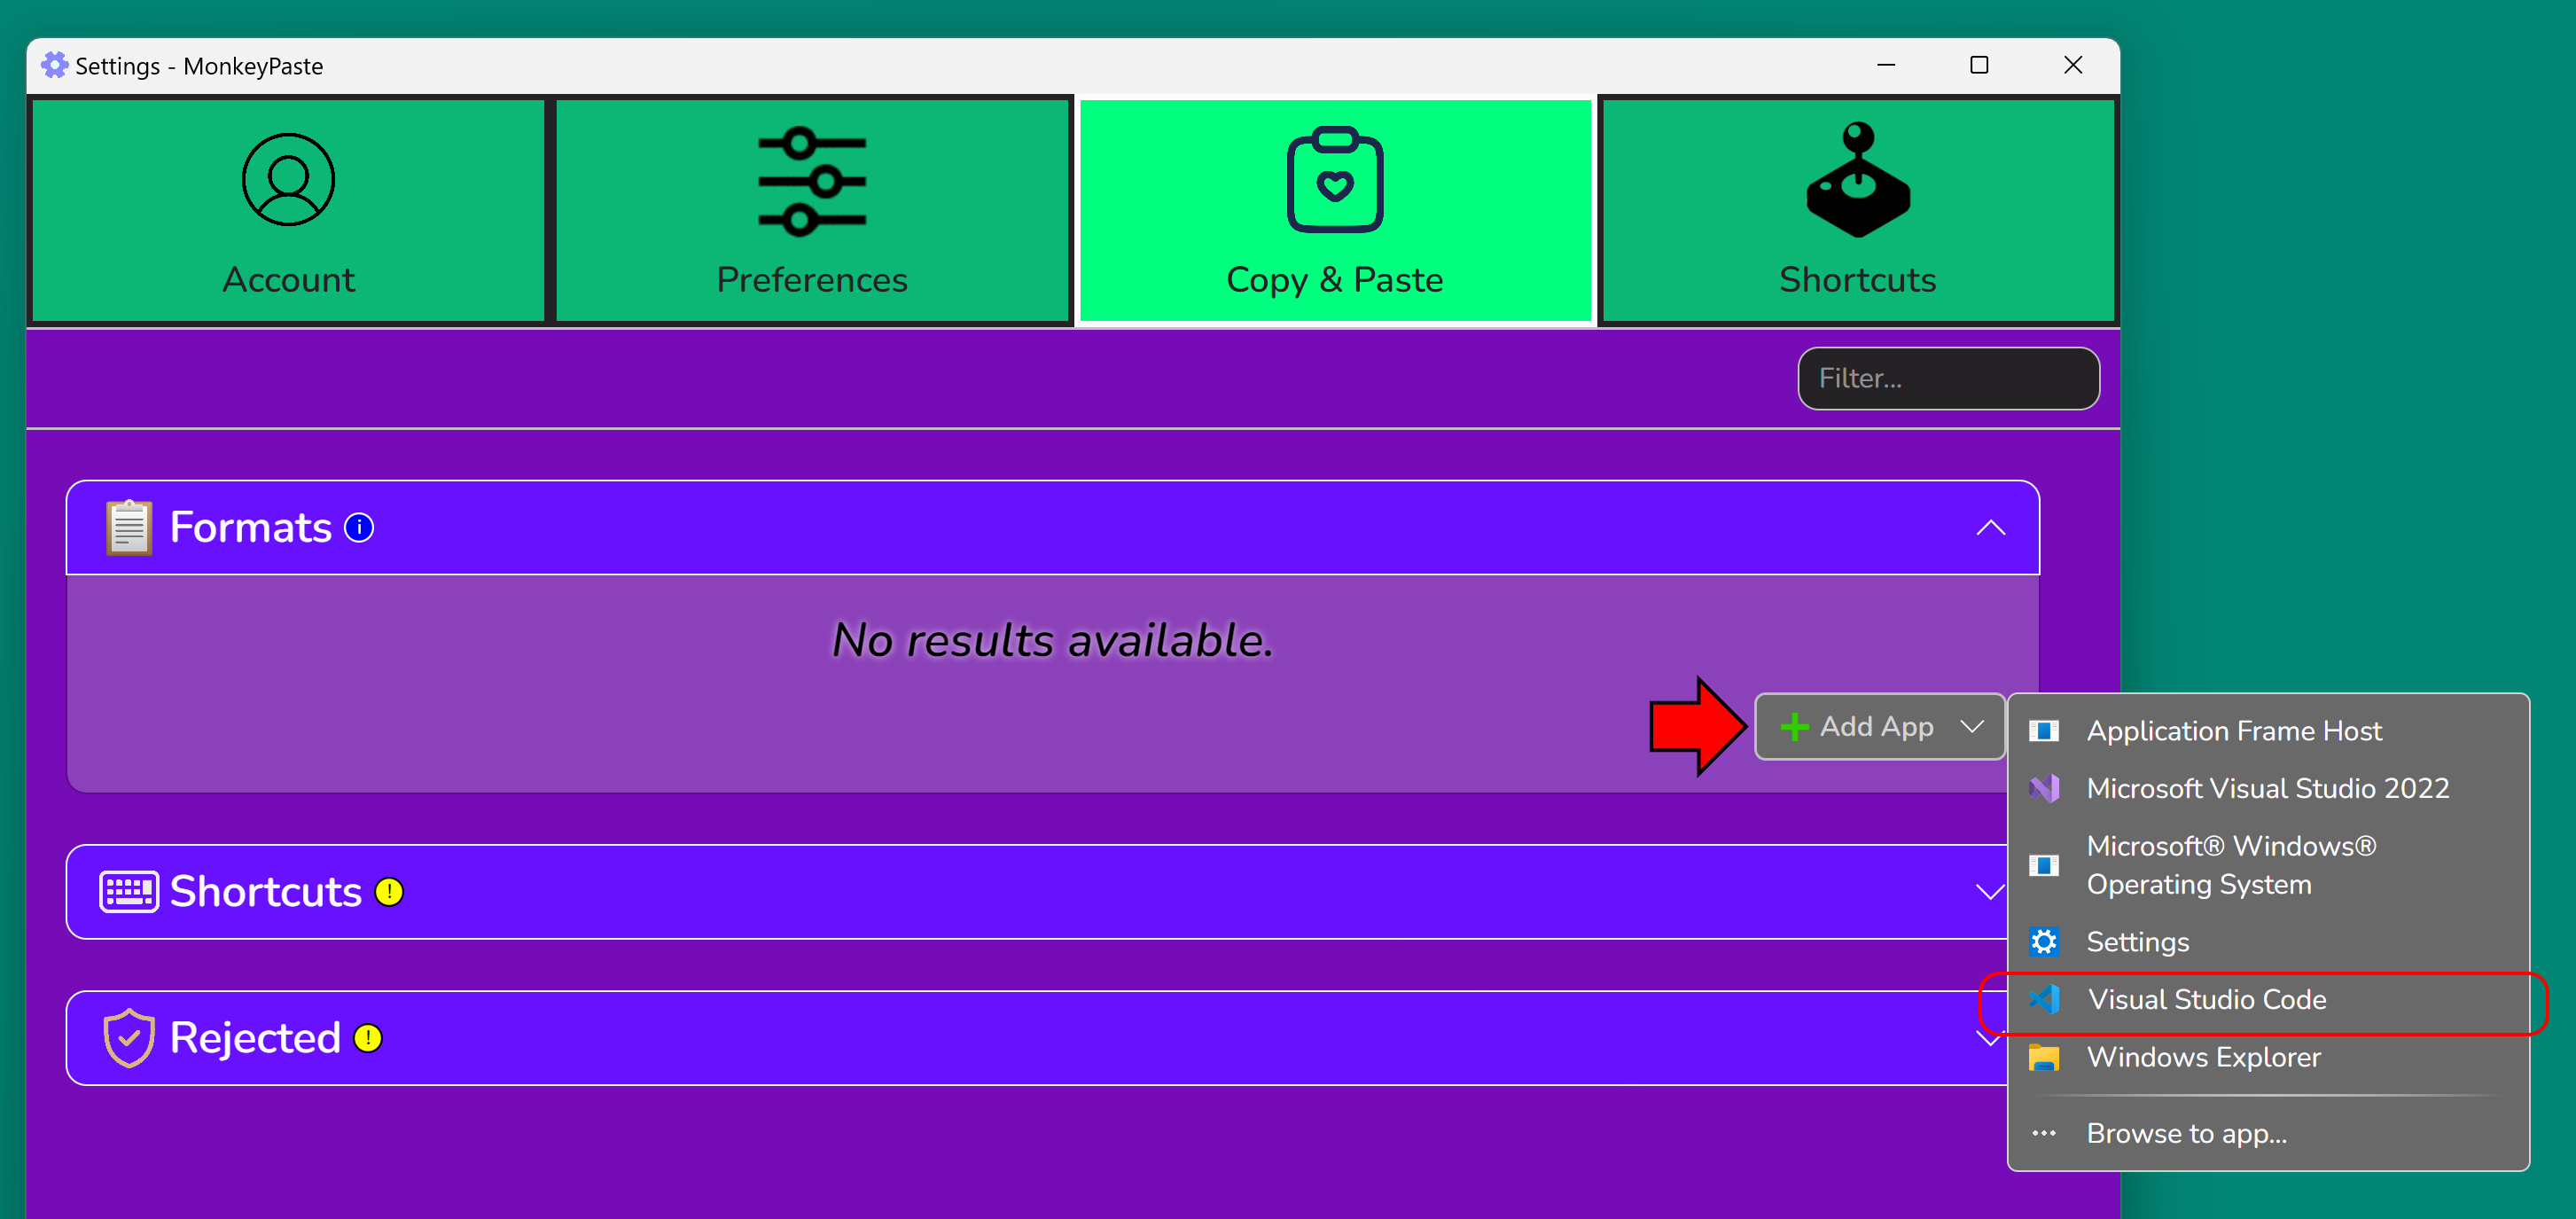 Settings - MonkeyPaste
Account
Preferences
Copy & Paste
Shortcuts
Filter...
Formats
No results available.
Add App
Application Frame Host
Microsoft Visual Studio 2022
Microsoft® Windows®
Operating System
Settings
Visual Studio Code
Windows Explorer
Browse to app...
Shortcuts
Rejected